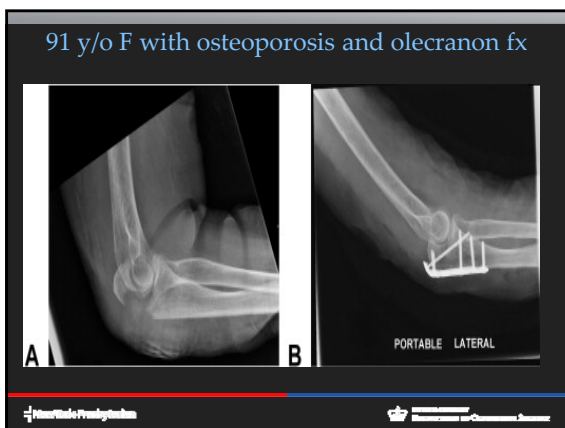 91 y/o F with osteoporosis and olecranon fx
A
B
PORTABLE LATERAL